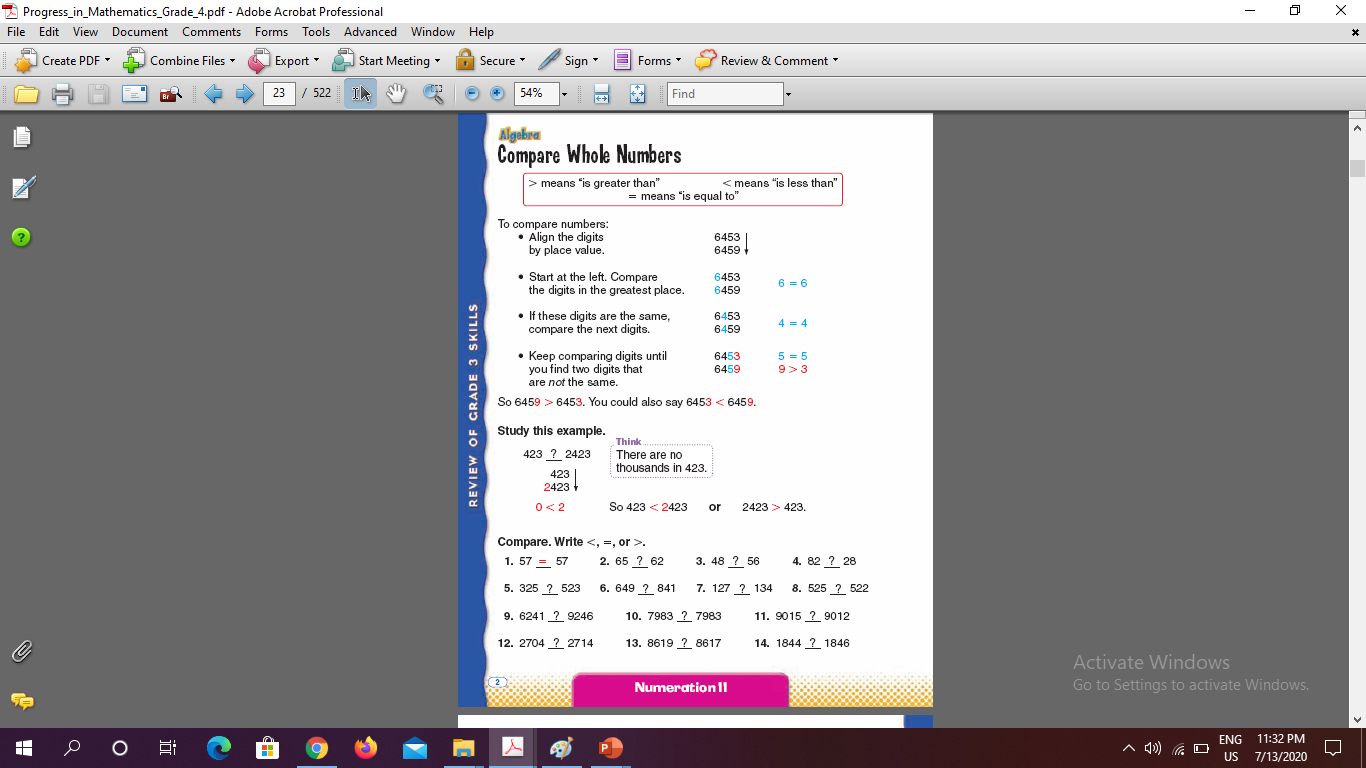 Progress_in_Mathematics_Grade_4.pdf - Adobe Acrobat Professional
File Edit View Document Comments Forms Tools Advanced Window Help
Create PDF Combine Files Export Start Meeting Secure Sign Forms Review & Comment
23 / 522 54% Find
Algebra
Compare Whole Numbers
> means “is greater than” < means “is less than”
= means “is equal to”
To compare numbers:
• Align the digits 6453
by place value. 6459
• Start at the left. Compare 6453
the digits in the greatest place. 6459 6 = 6
• If these digits are the same, 6453
compare the next digits. 6459 4 = 4
• Keep comparing digits until 6453 5 = 5
you find two digits that 6459 9 > 3
are not the same.
So 6459 > 6453. You could also say 6453 < 6459.
Study this example.
Think
423 ? 2423 There are no
thousands in 423.
423
2423
0 < 2 So 423 < 2423 or 2423 > 423.
Compare. Write <, =, or >.
1. 57 = 57 2. 65 ? 62 3. 48 ? 56 4. 82 ? 28
5. 325 ? 523 6. 649 ? 841 7. 127 ? 134 8. 525 ? 522
9. 6241 ? 9246 10. 7983 ? 7983 11. 9015 ? 9012
12. 2704 ? 2714 13. 8619 ? 8617 14. 1844 ? 1846
2
Numeration 11
REVIEW OF GRADE 3 SKILLS
Activate Windows
Go to Settings to activate Windows.
ENG 11:32 PM
US 7/13/2020